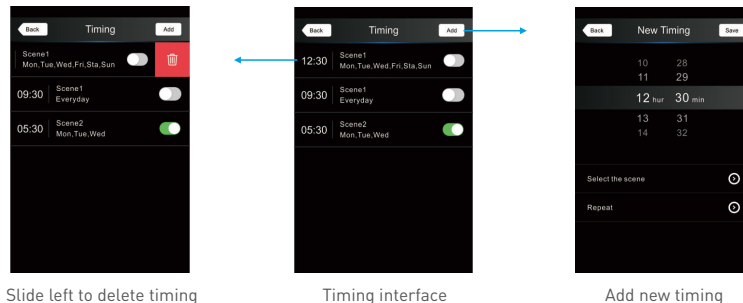 Back Timing Add
Scene1
Mon,Tue,Wed,Fri,Sta,Sun
09:30 Scene1
Everyday
05:30 Scene2
Mon,Tue,Wed
Slide left to delete timing
Back Timing Add
12:30 Scene1
Mon,Tue,Wed,Fri,Sta,Sun
09:30 Scene1
Everyday
05:30 Scene2
Mon,Tue,Wed
Timing interface
Back New Timing Save
10 28
11 29
12 hur 30 min
13 31
14 32
Select the scene
Repeat
Add new timing